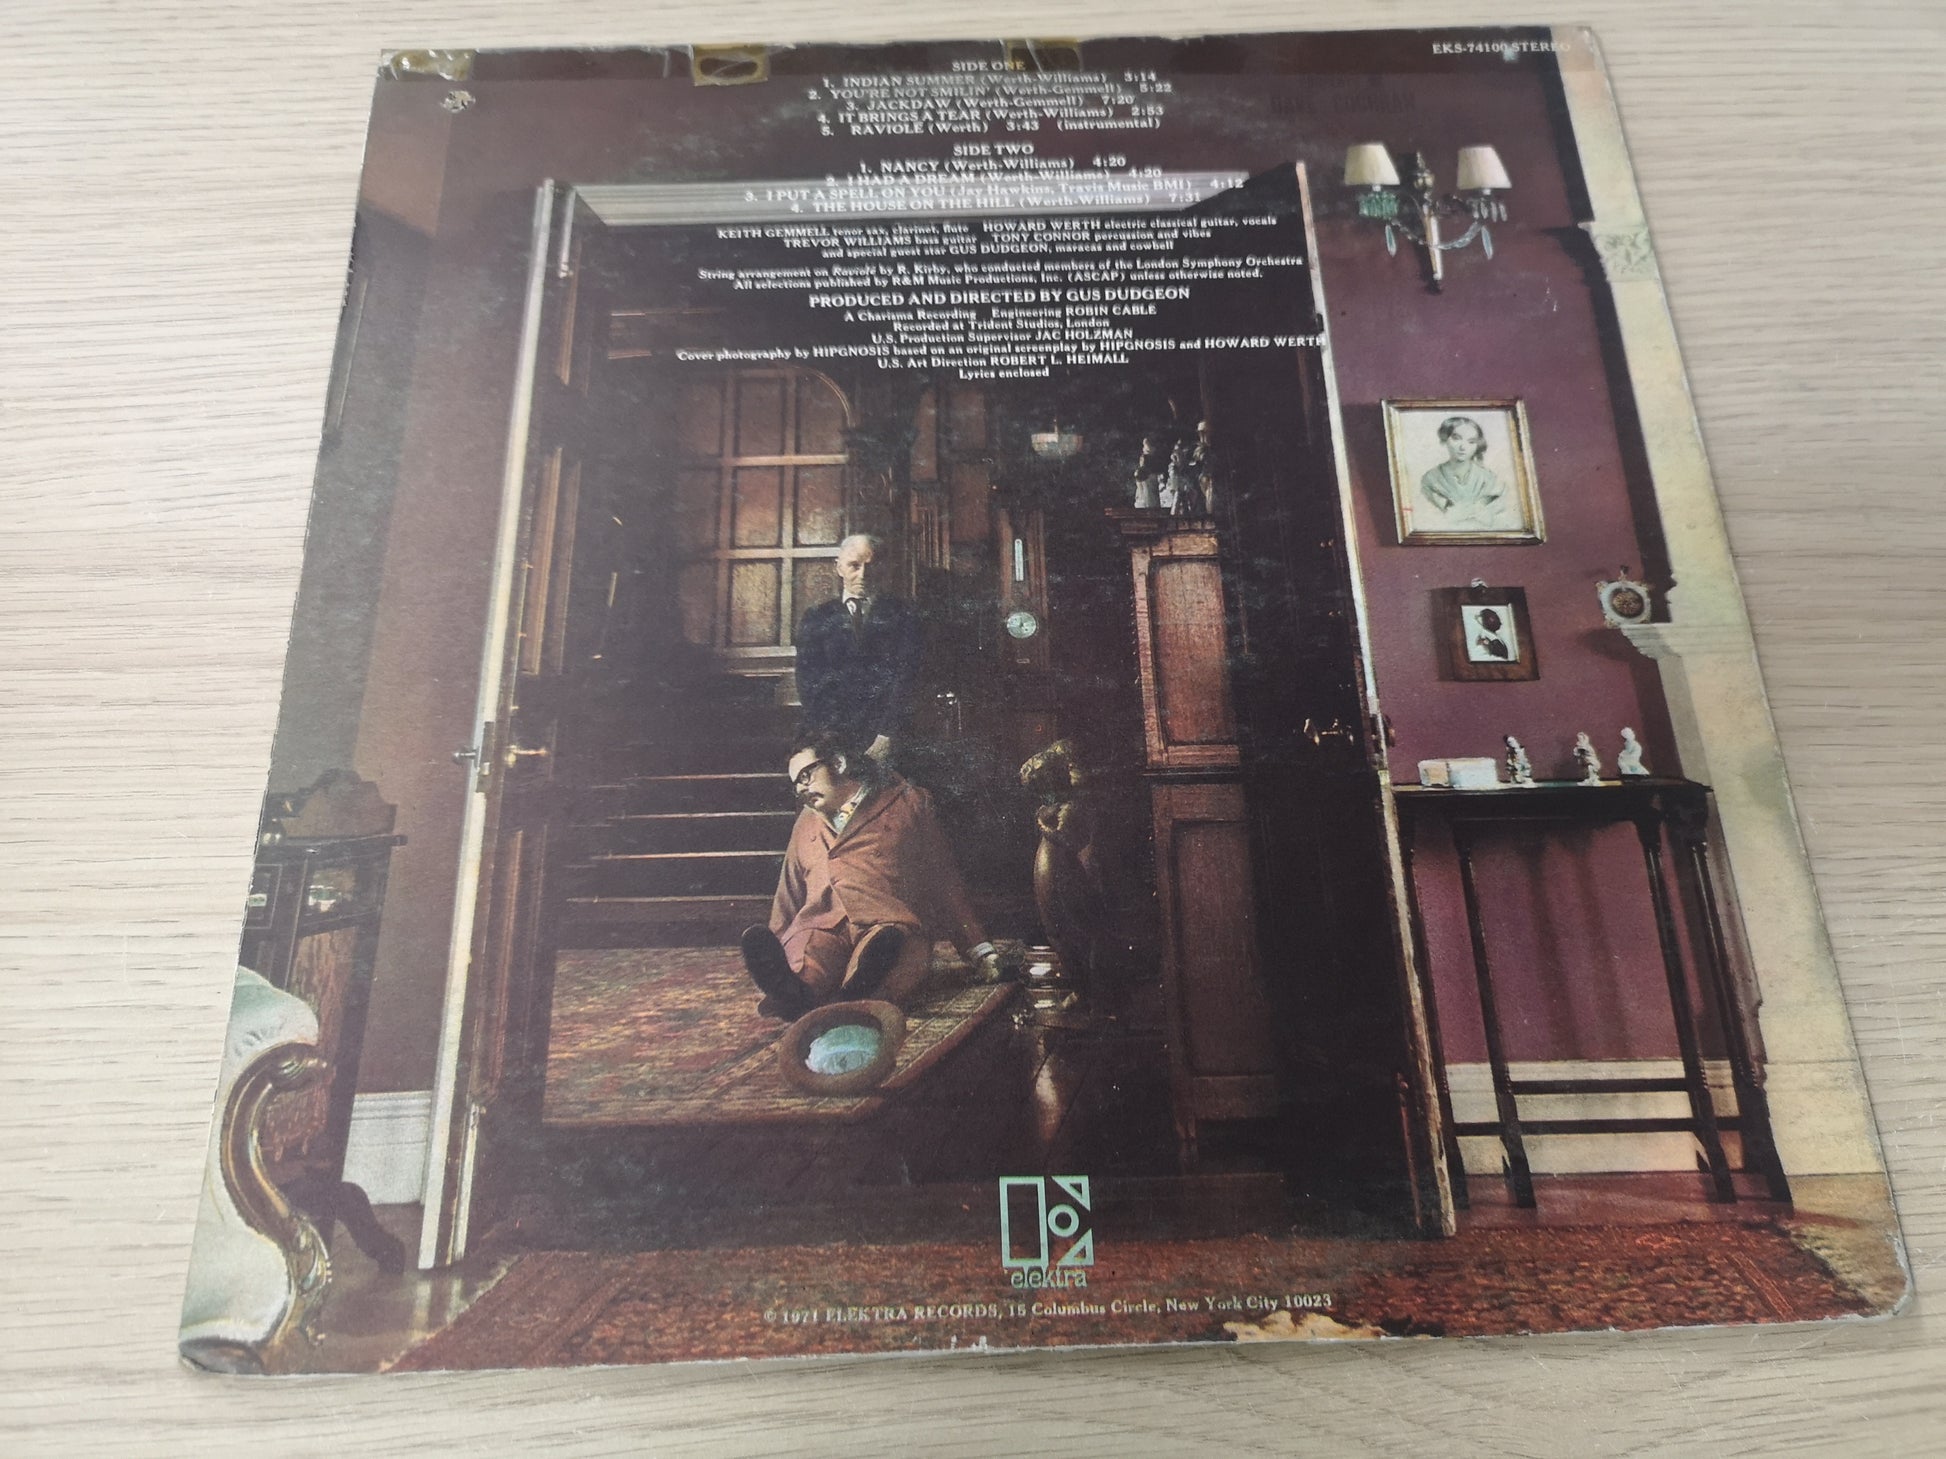 EKS-74100 STEREO
SIDE ONE
1. INDIAN SUMMER (Werth-Williams) 3:14
2. YOU'RE NOT SMILIN' (Werth-Gemmell) 5:22
3. JACKDAW (Werth-Gemmell) 7:20
4. IT BRINGS A TEAR (Werth-Williams) 2:53
5. RAVIOLE (Werth) 3:43 (instrumental)
SIDE TWO
1. NANCY (Werth-Williams) 4:20
2. I HAD A DREAM (Werth-Williams) 4:20
3. I PUT A SPELL ON YOU (Jay Hawkins, Travis Music BMI) 4:12
4. THE HOUSE ON THE HILL (Werth-Williams) 7:31
KEITH GEMMELL tenor sax, clarinet, flute HOWARD WERTH electric classical guitar, vocals
TREVOR WILLIAMS bass guitar TONY CONNOR percussion and vibes
and special guest star GUS DUDGEON, maracas and cowbell
String arrangement on Raviole by R. Kirby, who conducted members of the London Symphony Orchestra
All selections published by R&M Music Productions, Inc. (ASCAP) unless otherwise noted.
PRODUCED AND DIRECTED BY GUS DUDGEON
A Charisma Recording Engineering ROBIN CABLE
Recorded at Trident Studios, London
U.S. Production Supervisor JAC HOLZMAN
Cover photography by HIPGNOSIS based on an original screenplay by HIPGNOSIS and HOWARD WERTH
U.S. Art Direction ROBERT L. HEIMALL
Lyrics enclosed
elektra
© 1971 ELEKTRA RECORDS, 15 Columbus Circle, New York City 10023